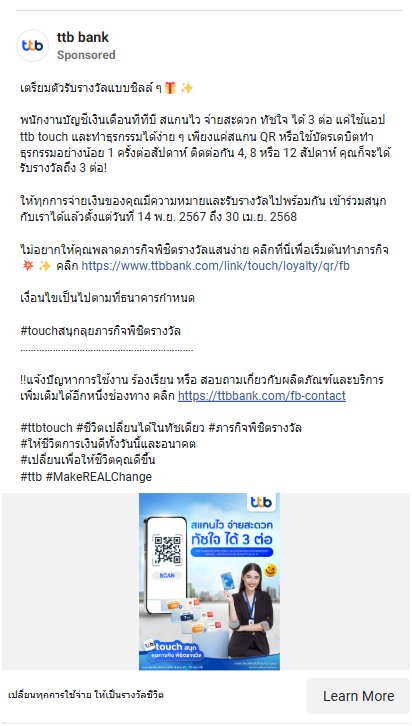 ttb
ttb bank
Sponsored
เตรียมตัวรับรางวัลแบบชิลล์ ๆ🎁 ✨
พนักงานบัญชีเงินเดือนที่ทีบี สแกนไว จ่ายสะดวก ทัชใจ ได้ 3 ต่อ แค่ใช้แอป
ttb touch และทำธุรกรรมได้ง่าย ๆ เพียงแค่สแกน QR หรือใช้บัตรเดบิตทำ
ธุรกรรมอย่างน้อย 1 ครั้งต่อสัปดาห์ ติดต่อกัน 4, 8 หรือ 12 สัปดาห์ คุณก็จะได้
รับรางวัลถึง 3 ต่อ!
ให้ทุกการจ่ายเงินของคุณมีความหมายและรับรางวัลไปพร้อมกัน เข้าร่วมสนุก
กับเราได้แล้วตั้งแต่วันที่ 14 พ.ย. 2567 ถึง 30 เม.ย. 2568
ไม่อยากให้คุณพลาดภารกิจพิชิตรางวัลแสนง่าย คลิกที่นี่เพื่อเริ่มต้นทำภารกิจ
💥 ✨ คลิก https://www.ttbbank.com/link/touch/loyalty/qr/fb
เงื่อนไขเป็นไปตามที่ธนาคารกำหนด
#touchสนุกลุยภารกิจพิชิตรางวัล
……………………………………………………….
!!แจ้งปัญหาการใช้งาน ร้องเรียน หรือ สอบถามเกี่ยวกับผลิตภัณฑ์และบริการ
เพิ่มเติมได้อีกหนึ่งช่องทาง คลิก https://ttbbank.com/fb-contact
#ttbtouch #ชีวิตเปลี่ยนได้ในทัชเดียว #ภารกิจพิชิตรางวัล
#ให้ชีวิตการเงินดีทั้งวันนี้และอนาคต
#เปลี่ยนเพื่อให้ชีวิตคุณดีขึ้น
#ttb #MakeREALChange
ttb
สแกนไว จ่ายสะดวก
ทัชใจ ได้ 3 ต่อ
SCAN
ttb touch สนุก
ลุยภารกิจ พิชิตรางวัล
เปลี่ยนทุกการใช้จ่าย ให้เป็นรางวัลชีวิต
Learn More